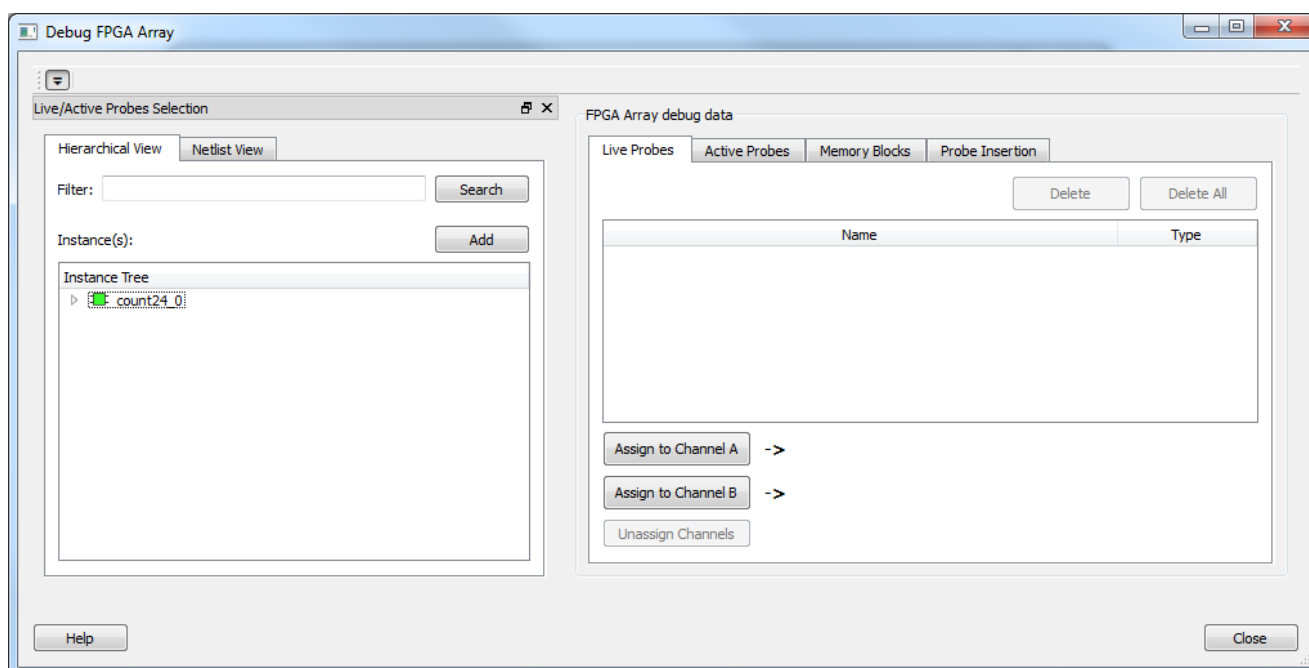 Debug FPGA Array
Live/Active Probes Selection
Hierarchical View Netlist View
Filter: Search
Instance(s): Add
Instance Tree
count24_0
FPGA Array debug data
Live Probes Active Probes Memory Blocks Probe Insertion
Delete Delete All
Name Type
Assign to Channel A ->
Assign to Channel B ->
Unassign Channels
Help Close